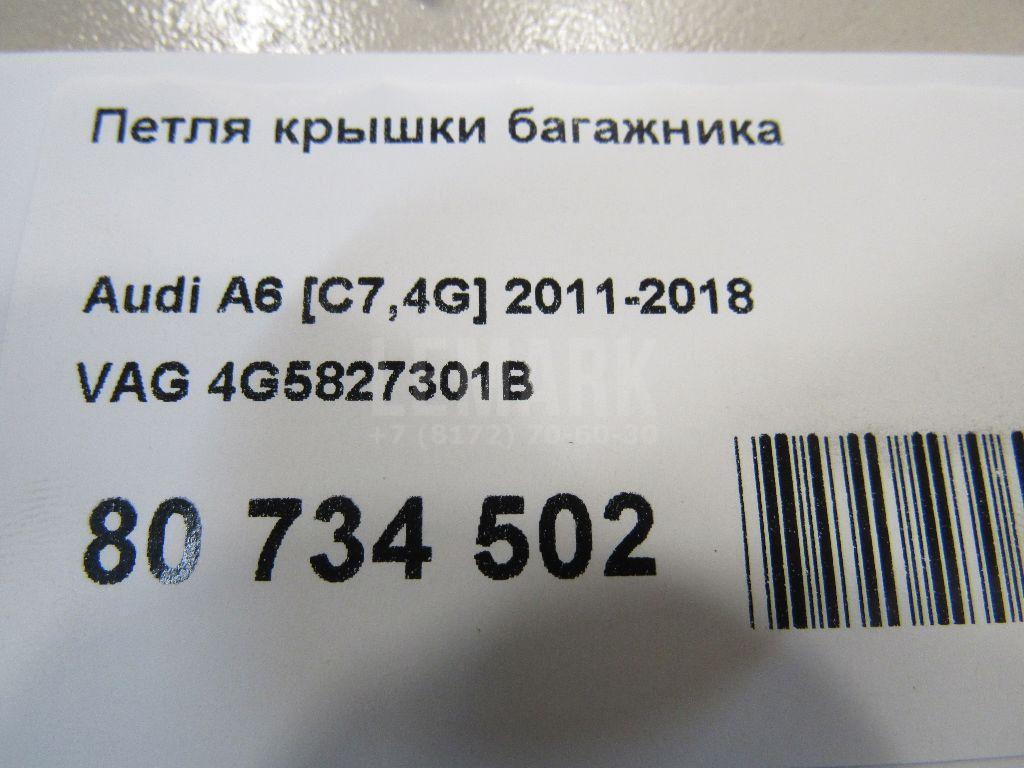 Петля крышки багажника
Audi A6 [C7,4G] 2011-2018
VAG 4G5827301B
LEMARK
+7 (8172) 70-60-30
80 734 502